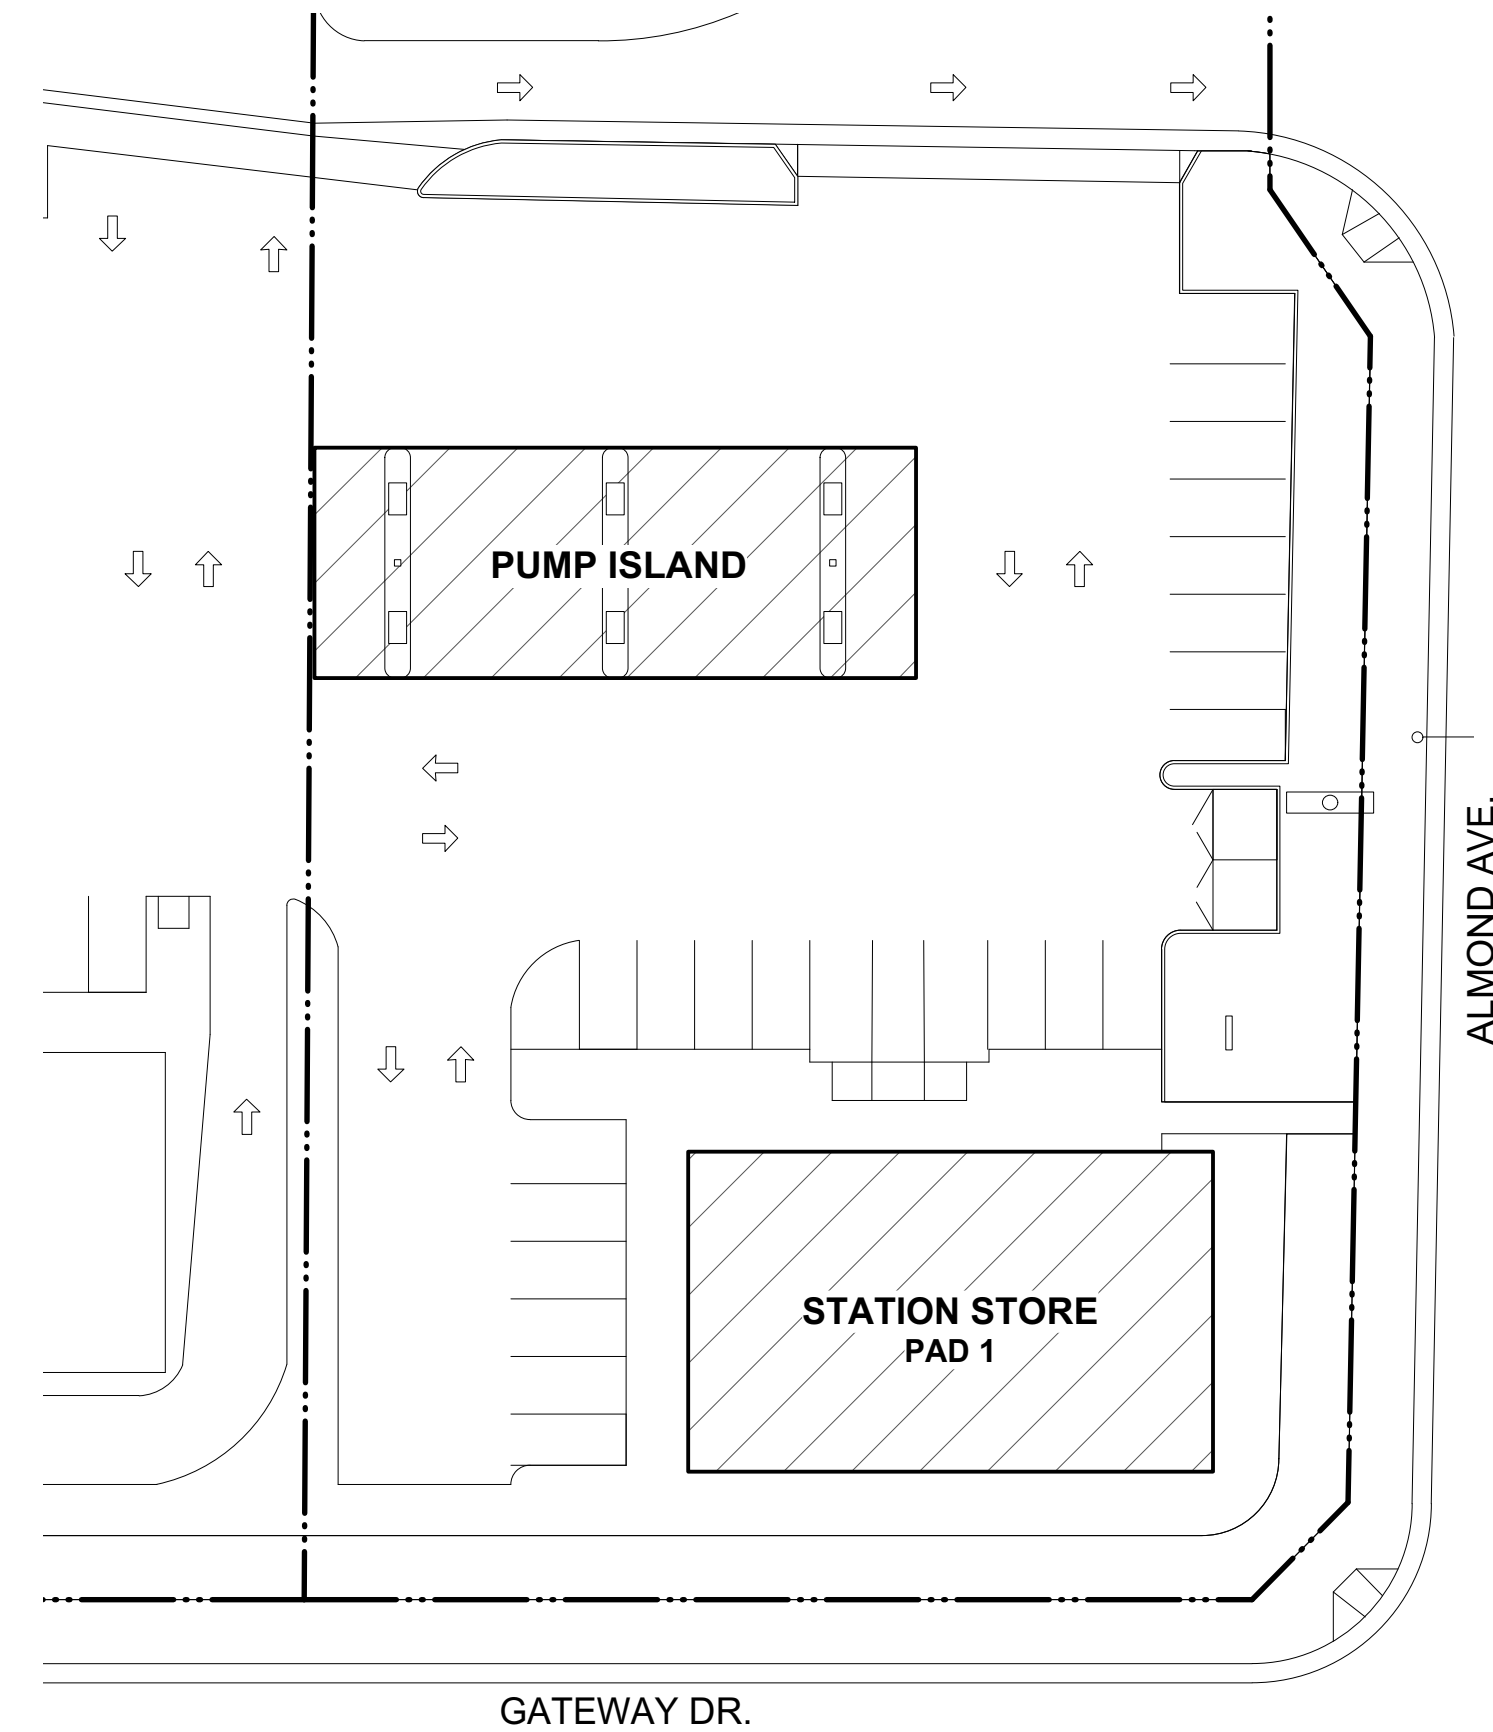 PUMP ISLAND
ALMOND AVE.
STATION STORE
PAD 1
GATEWAY DR.